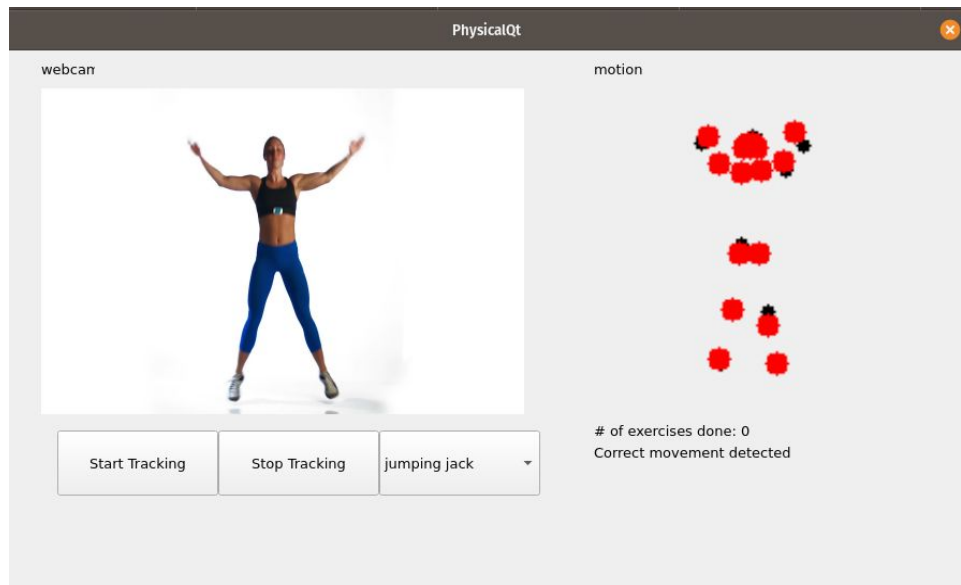 PhysicalQt
webcam
motion
# of exercises done: 0
Correct movement detected
Start Tracking
Stop Tracking
jumping jack